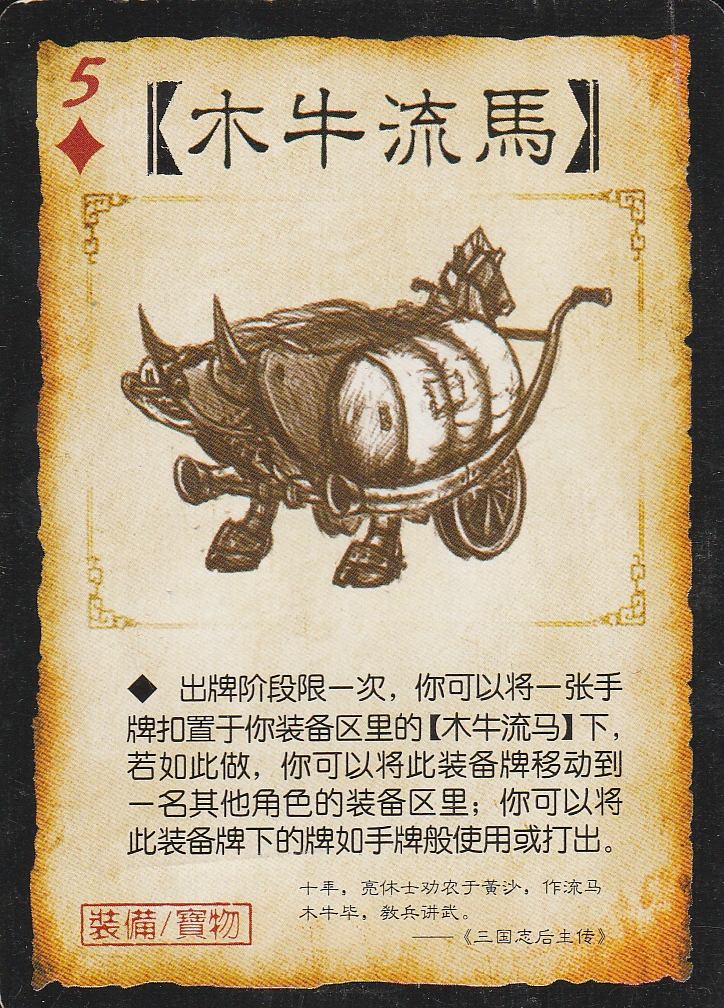 5
【木牛流馬】
◆ 出牌阶段限一次，你可以将一张手
牌扣置于你装备区里的【木牛流马】下，
若如此做，你可以将此装备牌移动到
一名其他角色的装备区里；你可以将
此装备牌下的牌如手牌般使用或打出。
十年，亮休士劝农于黄沙，作流马
木牛毕，教兵讲武。
——《三国志后主传》
裝備/寶物